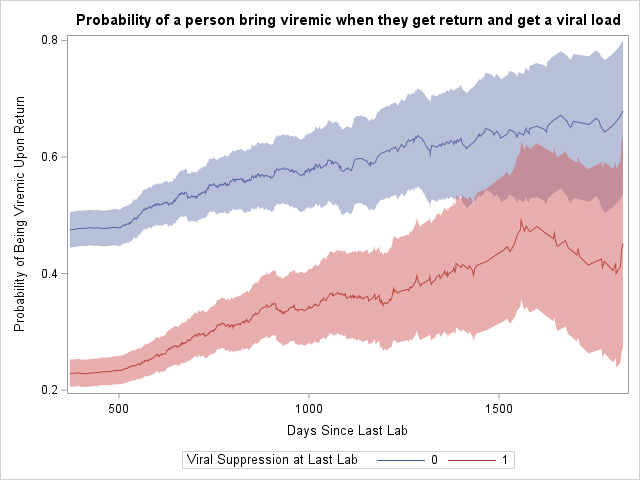 Probability of a person bring viremic when they get return and get a viral load
Probability of Being Viremic Upon Return
0.8
0.6
0.4
0.2
500
1000
1500
Days Since Last Lab
Viral Suppression at Last Lab 0 1